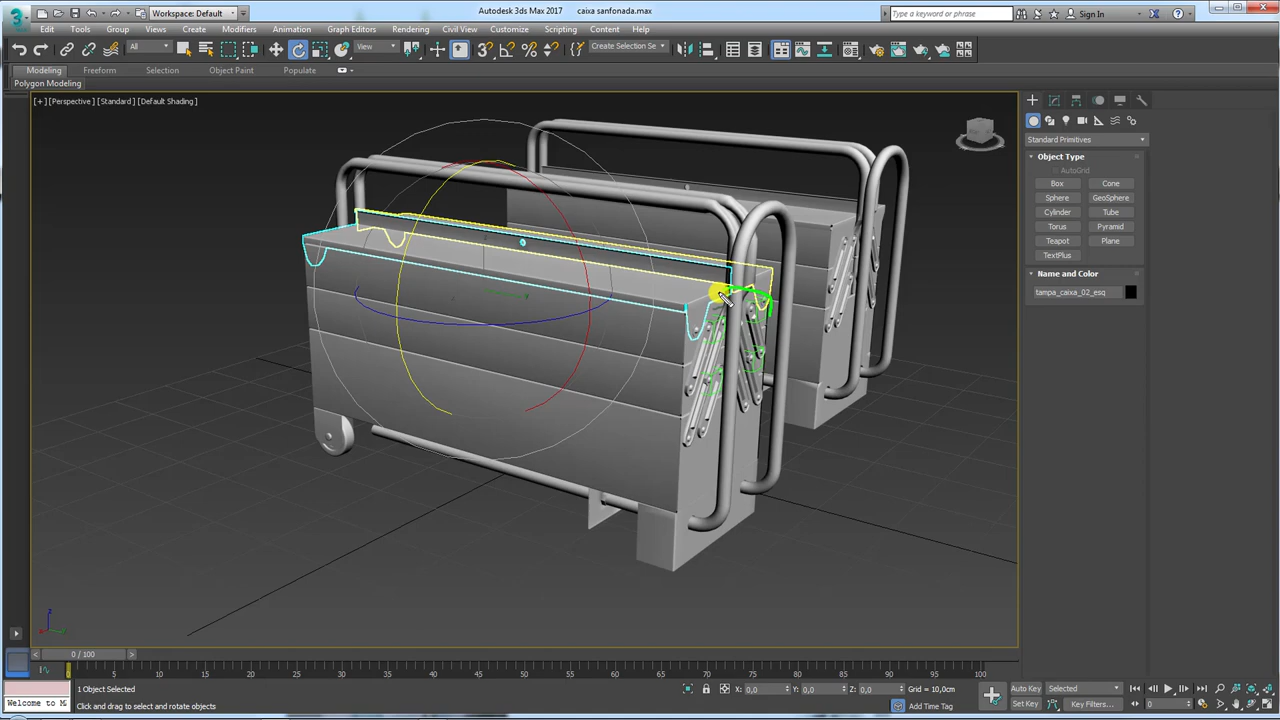 3
MAX
Workspace: Default
Autodesk 3ds Max 2017 caixa sanfonada.max
Type a keyword or phrase
Sign In
Edit Tools Group Views Create Modifiers Animation Graph Editors Rendering Civil View Customize Scripting Content Help
All
View
Create Selection Se
Modeling Freeform Selection Object Paint Populate
Polygon Modeling
[+] [Perspective] [Standard] [Default Shading]
Standard Primitives
Object Type
AutoGrid
Box Cone
Sphere GeoSphere
Cylinder Tube
Torus Pyramid
Teapot Plane
TextPlus
Name and Color
tampa_caixa_02_esq
z
0 / 100
5 10 15 20 25 30 35 40 45 50 55 60 65 70 75 80 85 90 95 100
1 Object Selected
X: 0,0 Y: 0,0 Z: 0,0 Grid = 10,0cm
Auto Key Selected
Welcome to M
Click and drag to select and rotate objects
Add Time Tag
Set Key Key Filters... 0